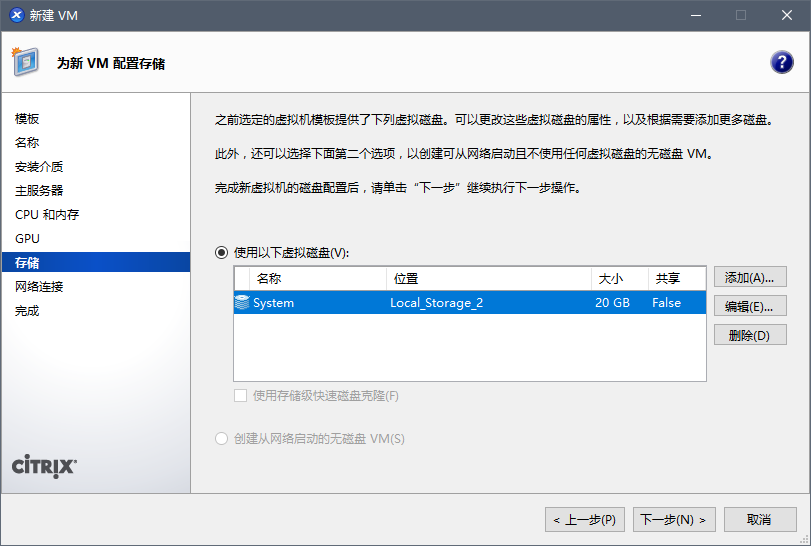 新建 VM
为新 VM 配置存储
?
模板
名称
安装介质
主服务器
CPU 和内存
GPU
存储
网络连接
完成
CITRIX
之前选定的虚拟机模板提供了下列虚拟磁盘。可以更改这些虚拟磁盘的属性，以及根据需要添加更多磁盘。
此外，还可以选择下面第二个选项，以创建可从网络启动且不使用任何虚拟磁盘的无磁盘 VM。
完成新虚拟机的磁盘配置后，请单击“下一步”继续执行下一步操作。
使用以下虚拟磁盘(V):
名称 位置 大小 共享
System Local_Storage_2 20 GB False
添加(A)...
编辑(E)...
删除(D)
使用存储级快速磁盘克隆(F)
创建从网络启动的无磁盘 VM(S)
< 上一步(P) 下一步(N) > 取消